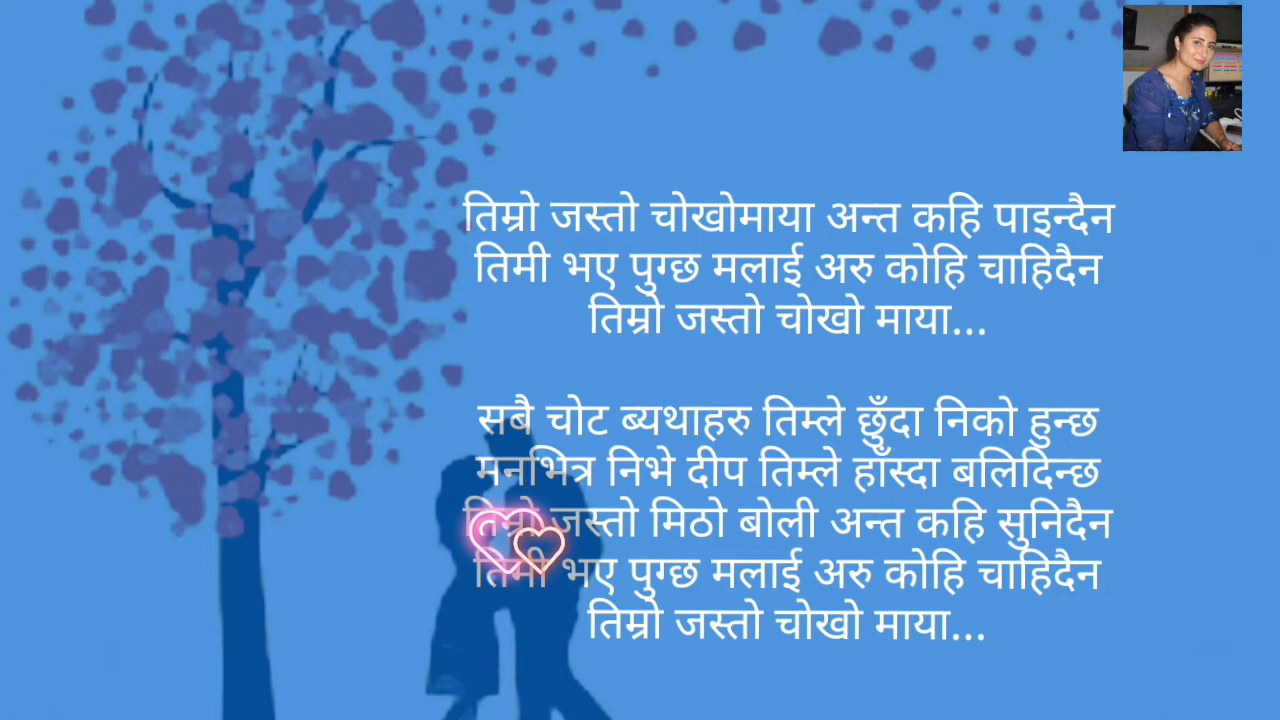 तिम्रो जस्तो चोखोमाया अन्त कहि पाइन्दैन
तिमी भए पुग्छ मलाई अरु कोहि चाहिदैन
तिम्रो जस्तो चोखो माया...
सबै चोट ब्यथाहरु तिम्ले छुँदा निको हुन्छ
मनभित्र निभे दीप तिम्ले हाँस्दा बलिदिन्छ
तिम्रो जस्तो मिठो बोली अन्त कहि सुनिदैन
तिमी भए पुग्छ मलाई अरु कोहि चाहिदैन
तिम्रो जस्तो चोखो माया...